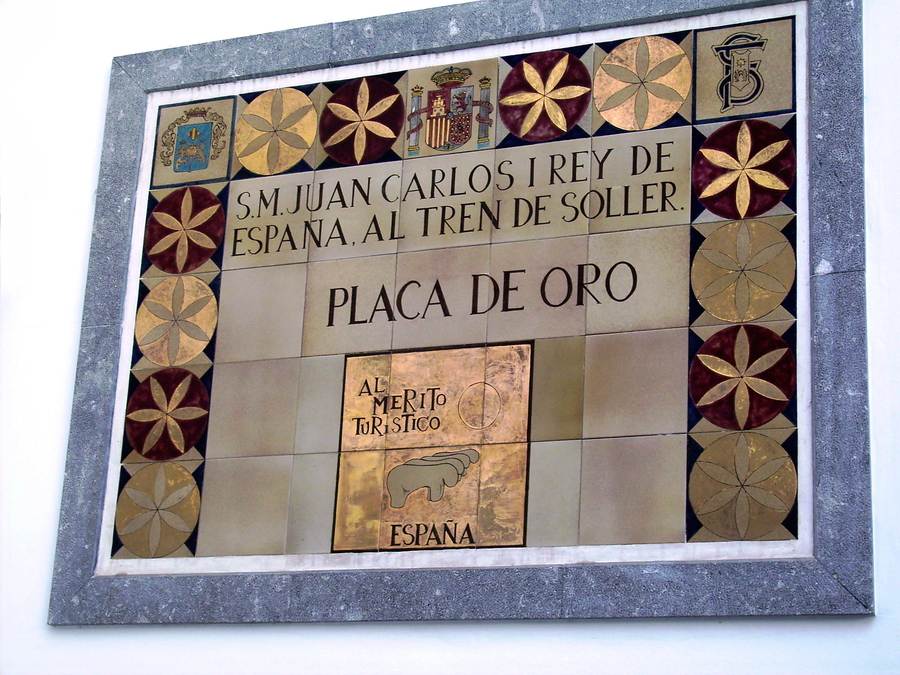 S.M. JUAN CARLOS I REY DE
ESPAÑA, AL TREN DE SOLLER.
PLACA DE ORO
AL
MERITO
TURISTICO
ESPAÑA